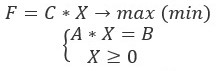 F = C * X → max (min)
{ A * X = B
X ≥ 0